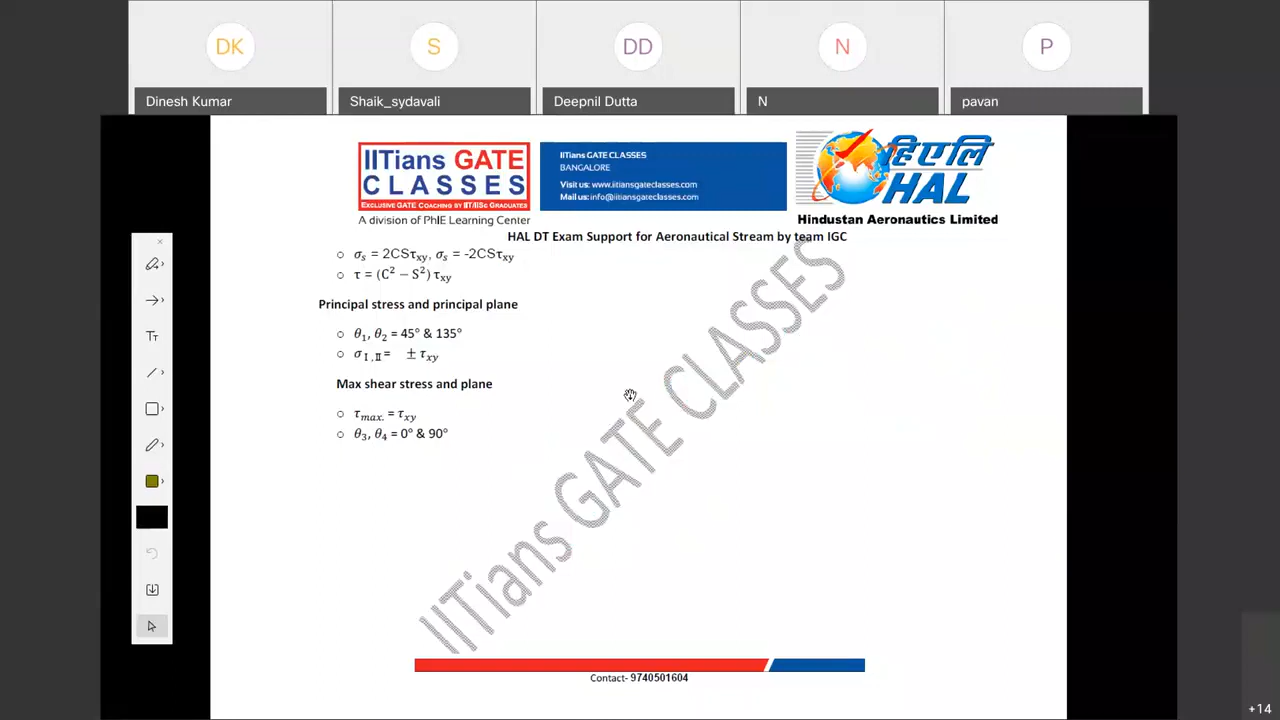 DK
S
DD
N
P
Dinesh Kumar
Shaik_sydavali
Deepnil Dutta
N
pavan
IITians GATE
CLASSES
EXCLUSIVE GATE COACHING BY IIT/IISc GRADUATES
A division of PhIE Learning Center
IITians GATE CLASSES
BANGALORE
Visit us: www.iitiansgateclasses.com
Mail us: info@iitiansgateclasses.com
हिएलि
HAL
Hindustan Aeronautics Limited
HAL DT Exam Support for Aeronautical Stream by team IGC
○ σₛ = 2CSτxy, σₛ = -2CSτxy
○ τ = (C² − S²) τxy
Principal stress and principal plane
○ θ₁, θ₂ = 45° & 135°
○ σ I , II = ± τxy
Max shear stress and plane
○ τmax. = τxy
○ θ₃, θ₄ = 0° & 90°
IITians GATE CLASSES
Contact- 9740501604
TT
+14